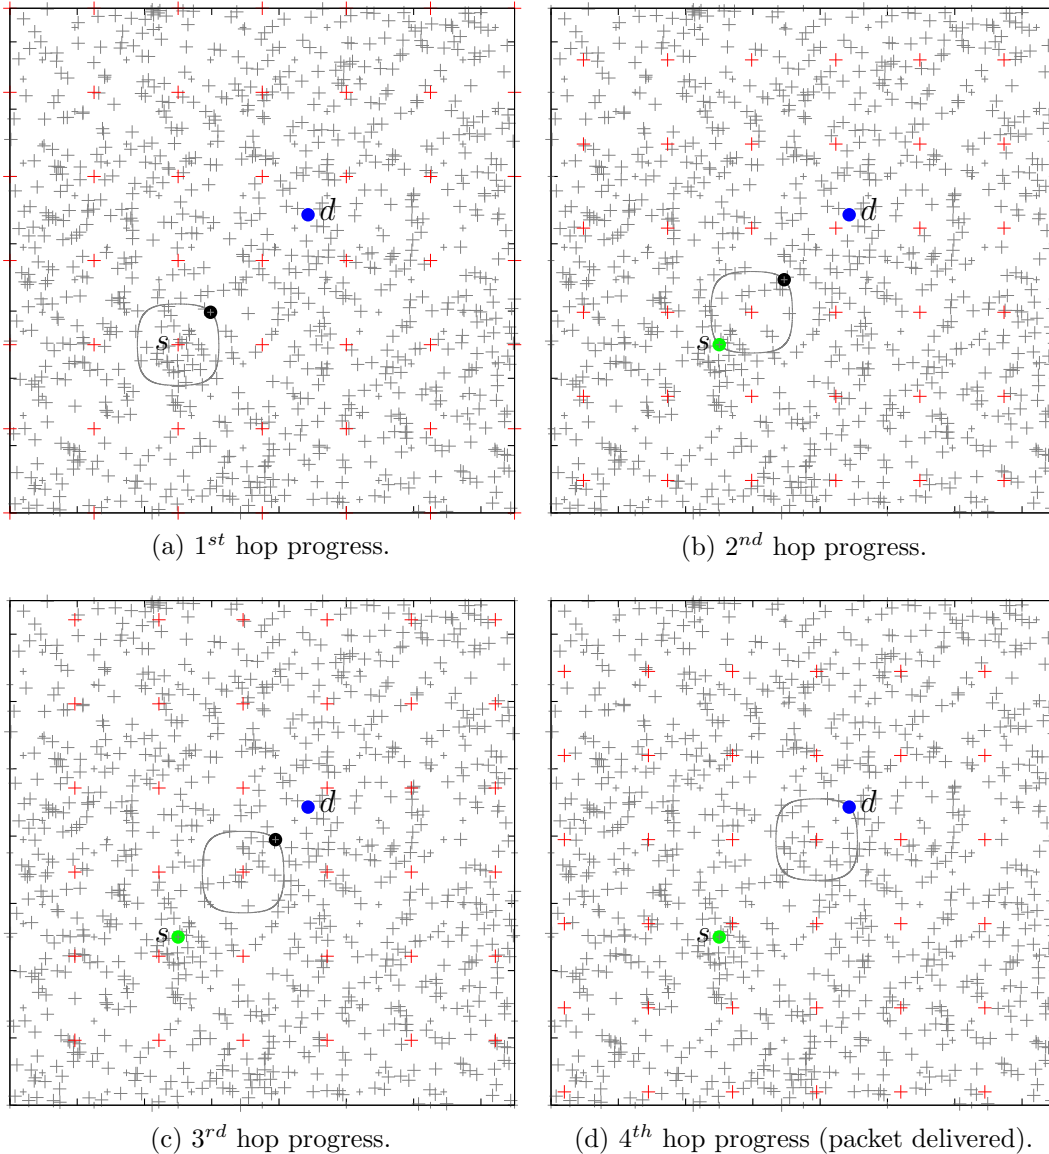 d
s
d
s
(a) 1st hop progress.
(b) 2nd hop progress.
d
s
d
s
(c) 3rd hop progress.
(d) 4th hop progress (packet delivered).